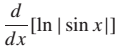 d/dx [ln | sin x|]